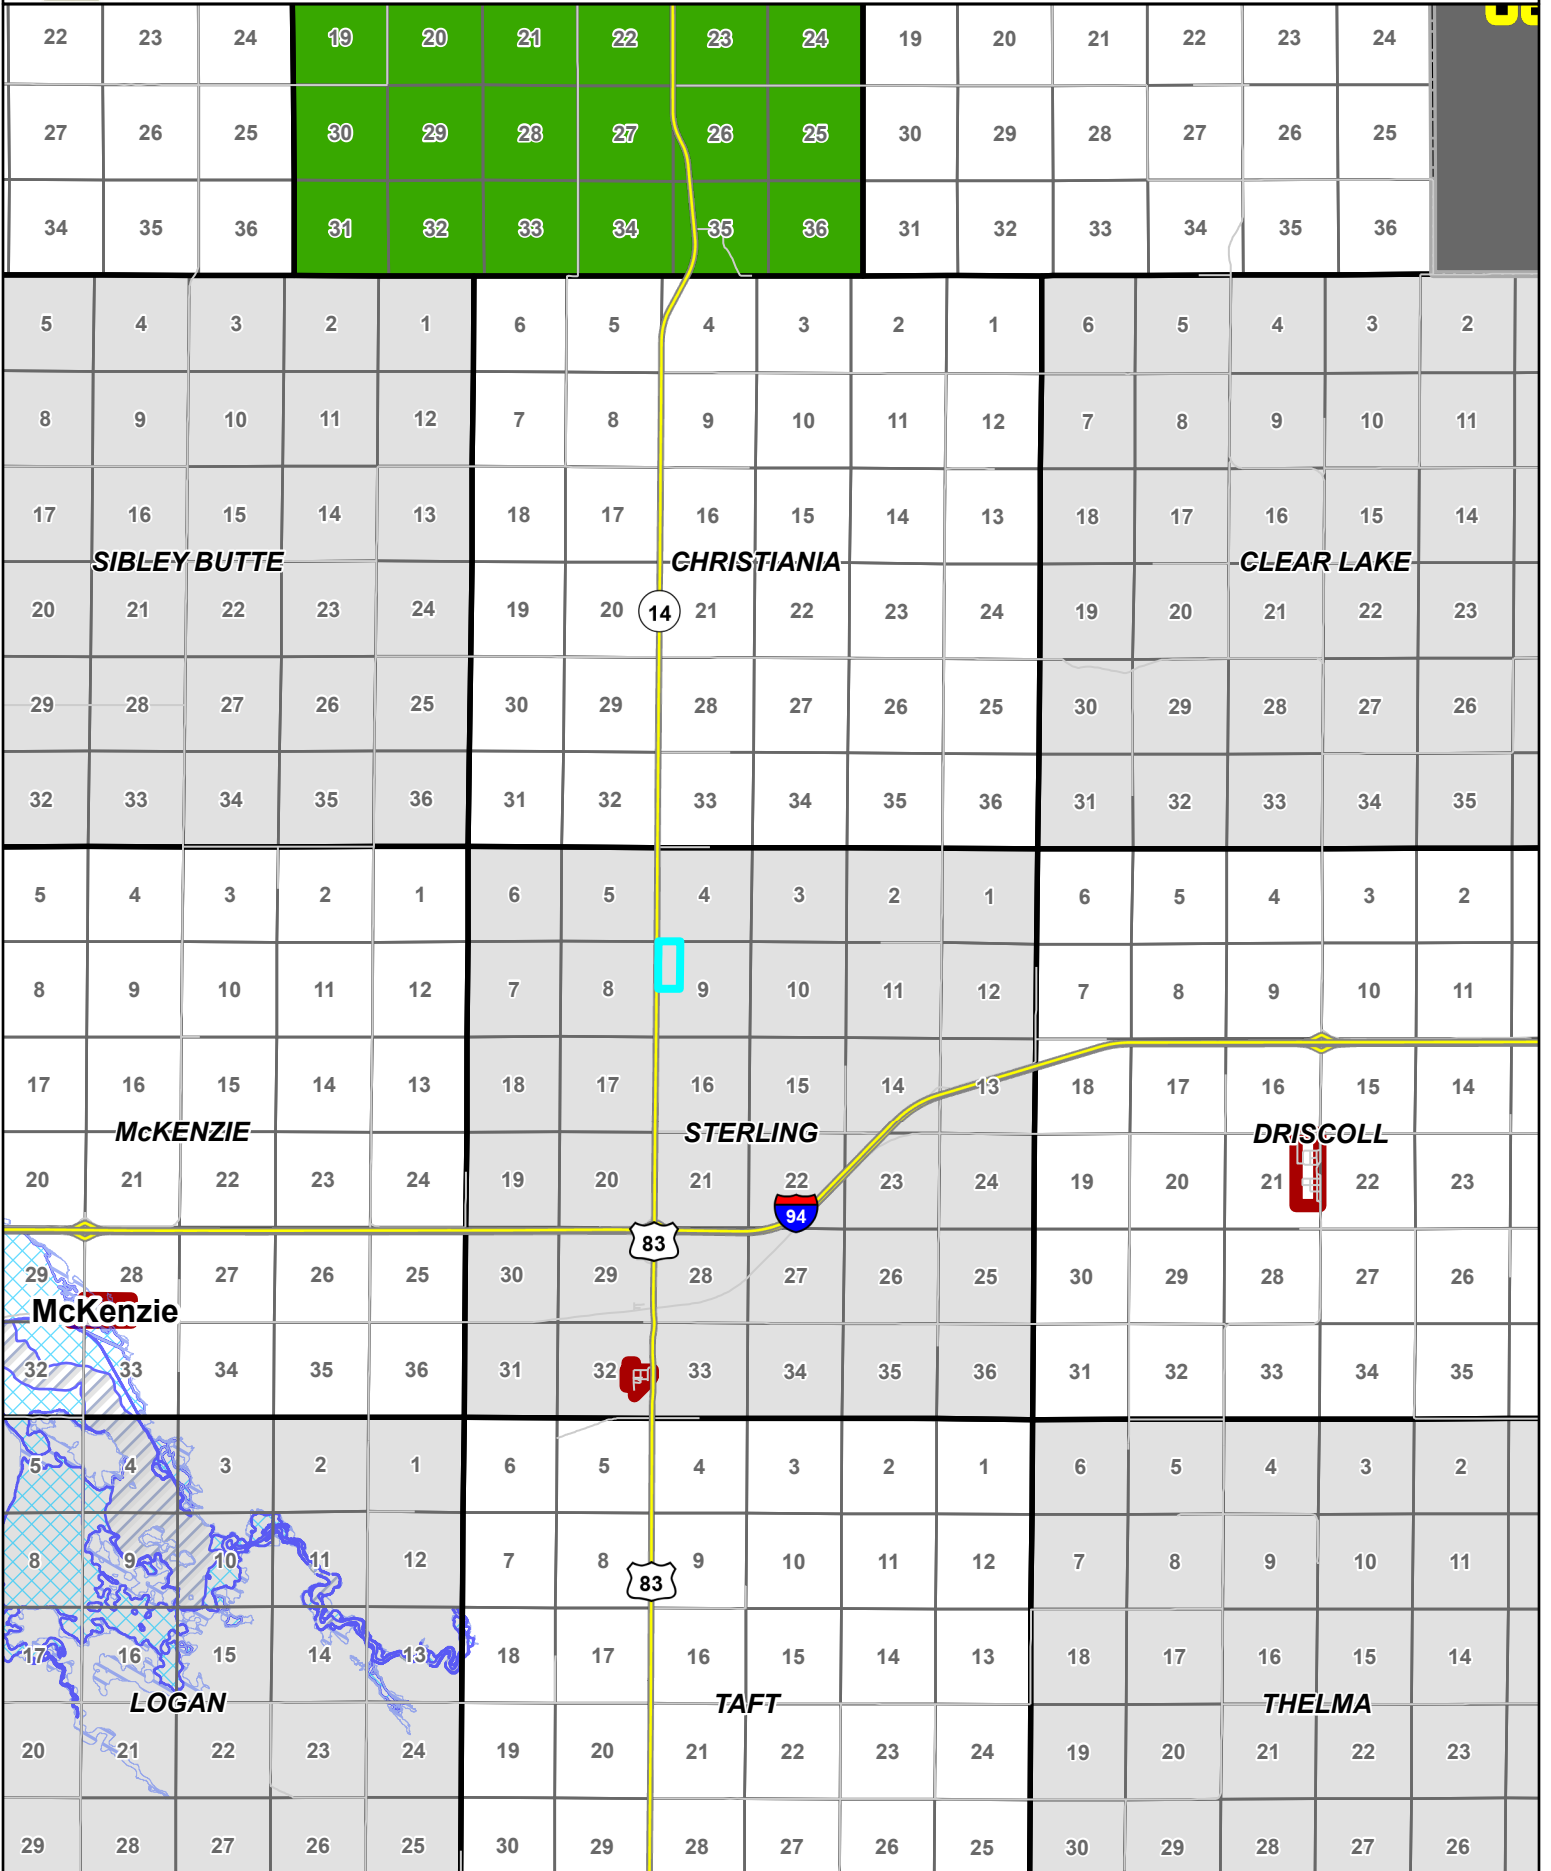 22 23 24 19 20 21 22 23 24 19 20 21 22 23 24
27 26 25 30 29 28 27 26 25 30 29 28 27 26 25
34 35 36 31 32 33 34 35 36 31 32 33 34 35 36
5 4 3 2 1 6 5 4 3 2 1 6 5 4 3 2
8 9 10 11 12 7 8 9 10 11 12 7 8 9 10 11
17 16 15 14 13 18 17 16 15 14 13 18 17 16 15 14
SIBLEY BUTTE CHRISTIANIA CLEAR LAKE
20 21 22 23 24 19 20 14 21 22 23 24 19 20 21 22 23
29 28 27 26 25 30 29 28 27 26 25 30 29 28 27 26
32 33 34 35 36 31 32 33 34 35 36 31 32 33 34 35
5 4 3 2 1 6 5 4 3 2 1 6 5 4 3 2
8 9 10 11 12 7 8 9 10 11 12 7 8 9 10 11
17 16 15 14 13 18 17 16 15 14 13 18 17 16 15 14
McKENZIE STERLING DRISCOLL
20 21 22 23 24 19 20 21 22 23 24 19 20 21 22 23
94
83
29 28 27 26 25 30 29 28 27 26 25 30 29 28 27 26
McKenzie
32 33 34 35 36 31 32 33 34 35 36 31 32 33 34 35
5 4 3 2 1 6 5 4 3 2 1 6 5 4 3 2
8 9 10 11 12 7 8 9 10 11 12 7 8 9 10 11
83
17 16 15 14 13 18 17 16 15 14 13 18 17 16 15 14
LOGAN TAFT THELMA
20 21 22 23 24 19 20 21 22 23 24 19 20 21 22 23
29 28 27 26 25 30 29 28 27 26 25 30 29 28 27 26